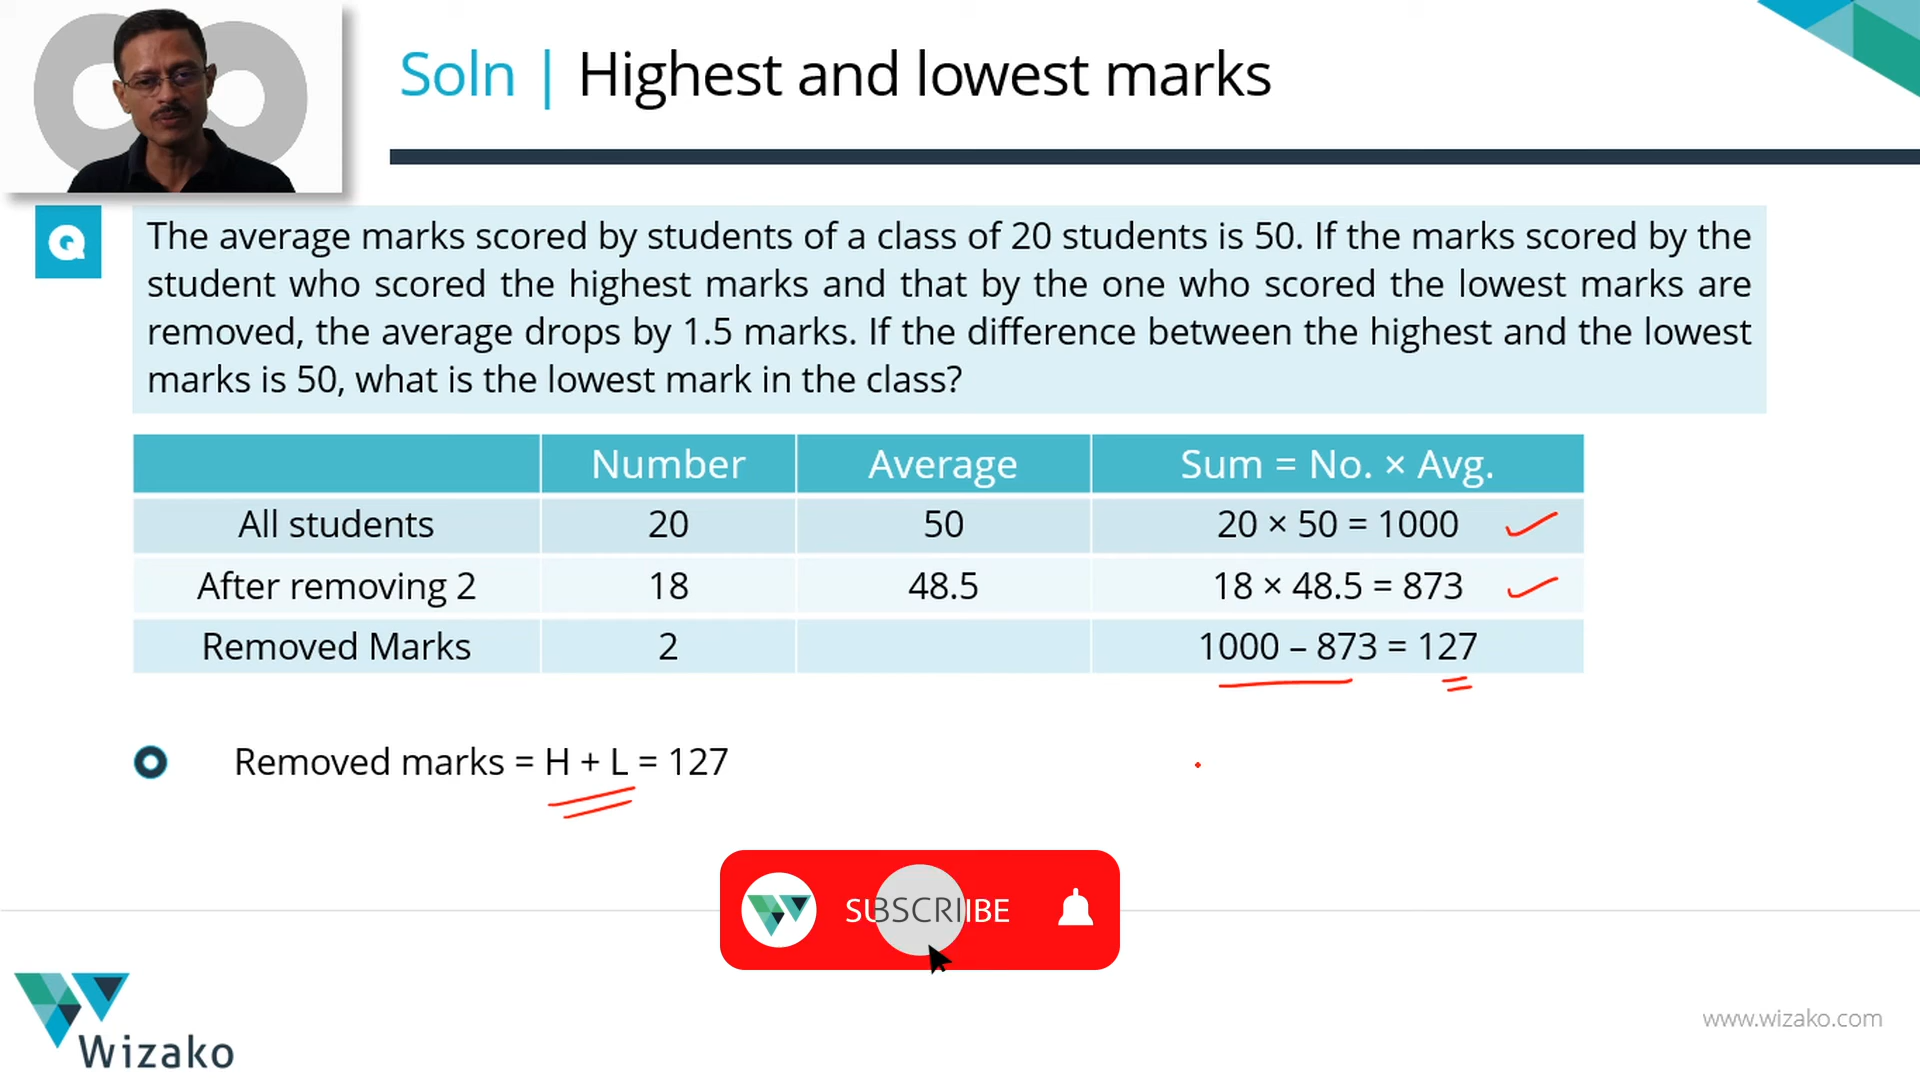 Soln | Highest and lowest marks
Q
The average marks scored by students of a class of 20 students is 50. If the marks scored by the
student who scored the highest marks and that by the one who scored the lowest marks are
removed, the average drops by 1.5 marks. If the difference between the highest and the lowest
marks is 50, what is the lowest mark in the class?
Number Average Sum = No. × Avg.
All students 20 50 20 × 50 = 1000
After removing 2 18 48.5 18 × 48.5 = 873
Removed Marks 2 1000 – 873 = 127
Removed marks = H + L = 127
SUBSCRIBE
Wizako
www.wizako.com